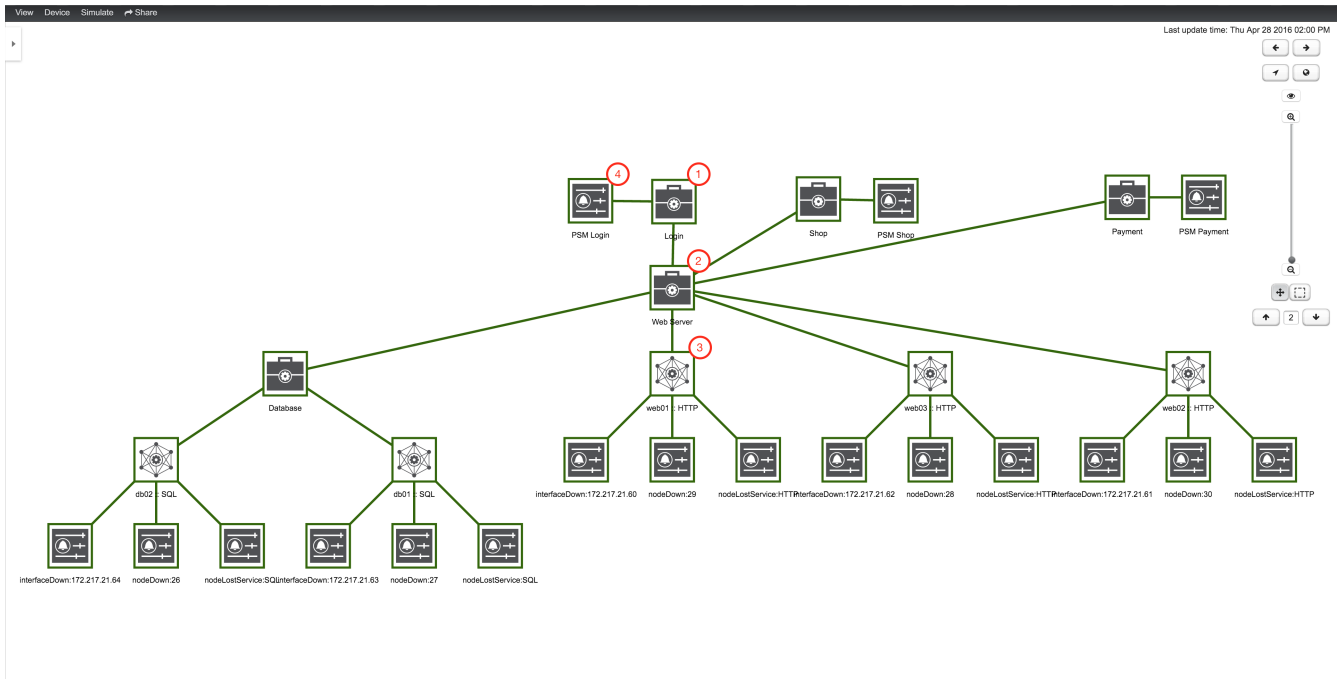 View Device Simulate Share
Last update time: Thu Apr 28 2016 02:00 PM
4
1
PSM Login
Login
Shop
PSM Shop
Payment
PSM Payment
2
Web Server
2
3
Database
web01 :: HTTP
web03 :: HTTP
web02 :: HTTP
db02 :: SQL
db01 :: SQL
interfaceDown:172.217.21.60
nodeDown:29
nodeLostService:HTTP
interfaceDown:172.217.21.62
nodeDown:28
nodeLostService:HTTP
interfaceDown:172.217.21.61
nodeDown:30
nodeLostService:HTTP
interfaceDown:172.217.21.64
nodeDown:26
nodeLostService:SQL
interfaceDown:172.217.21.63
nodeDown:27
nodeLostService:SQL